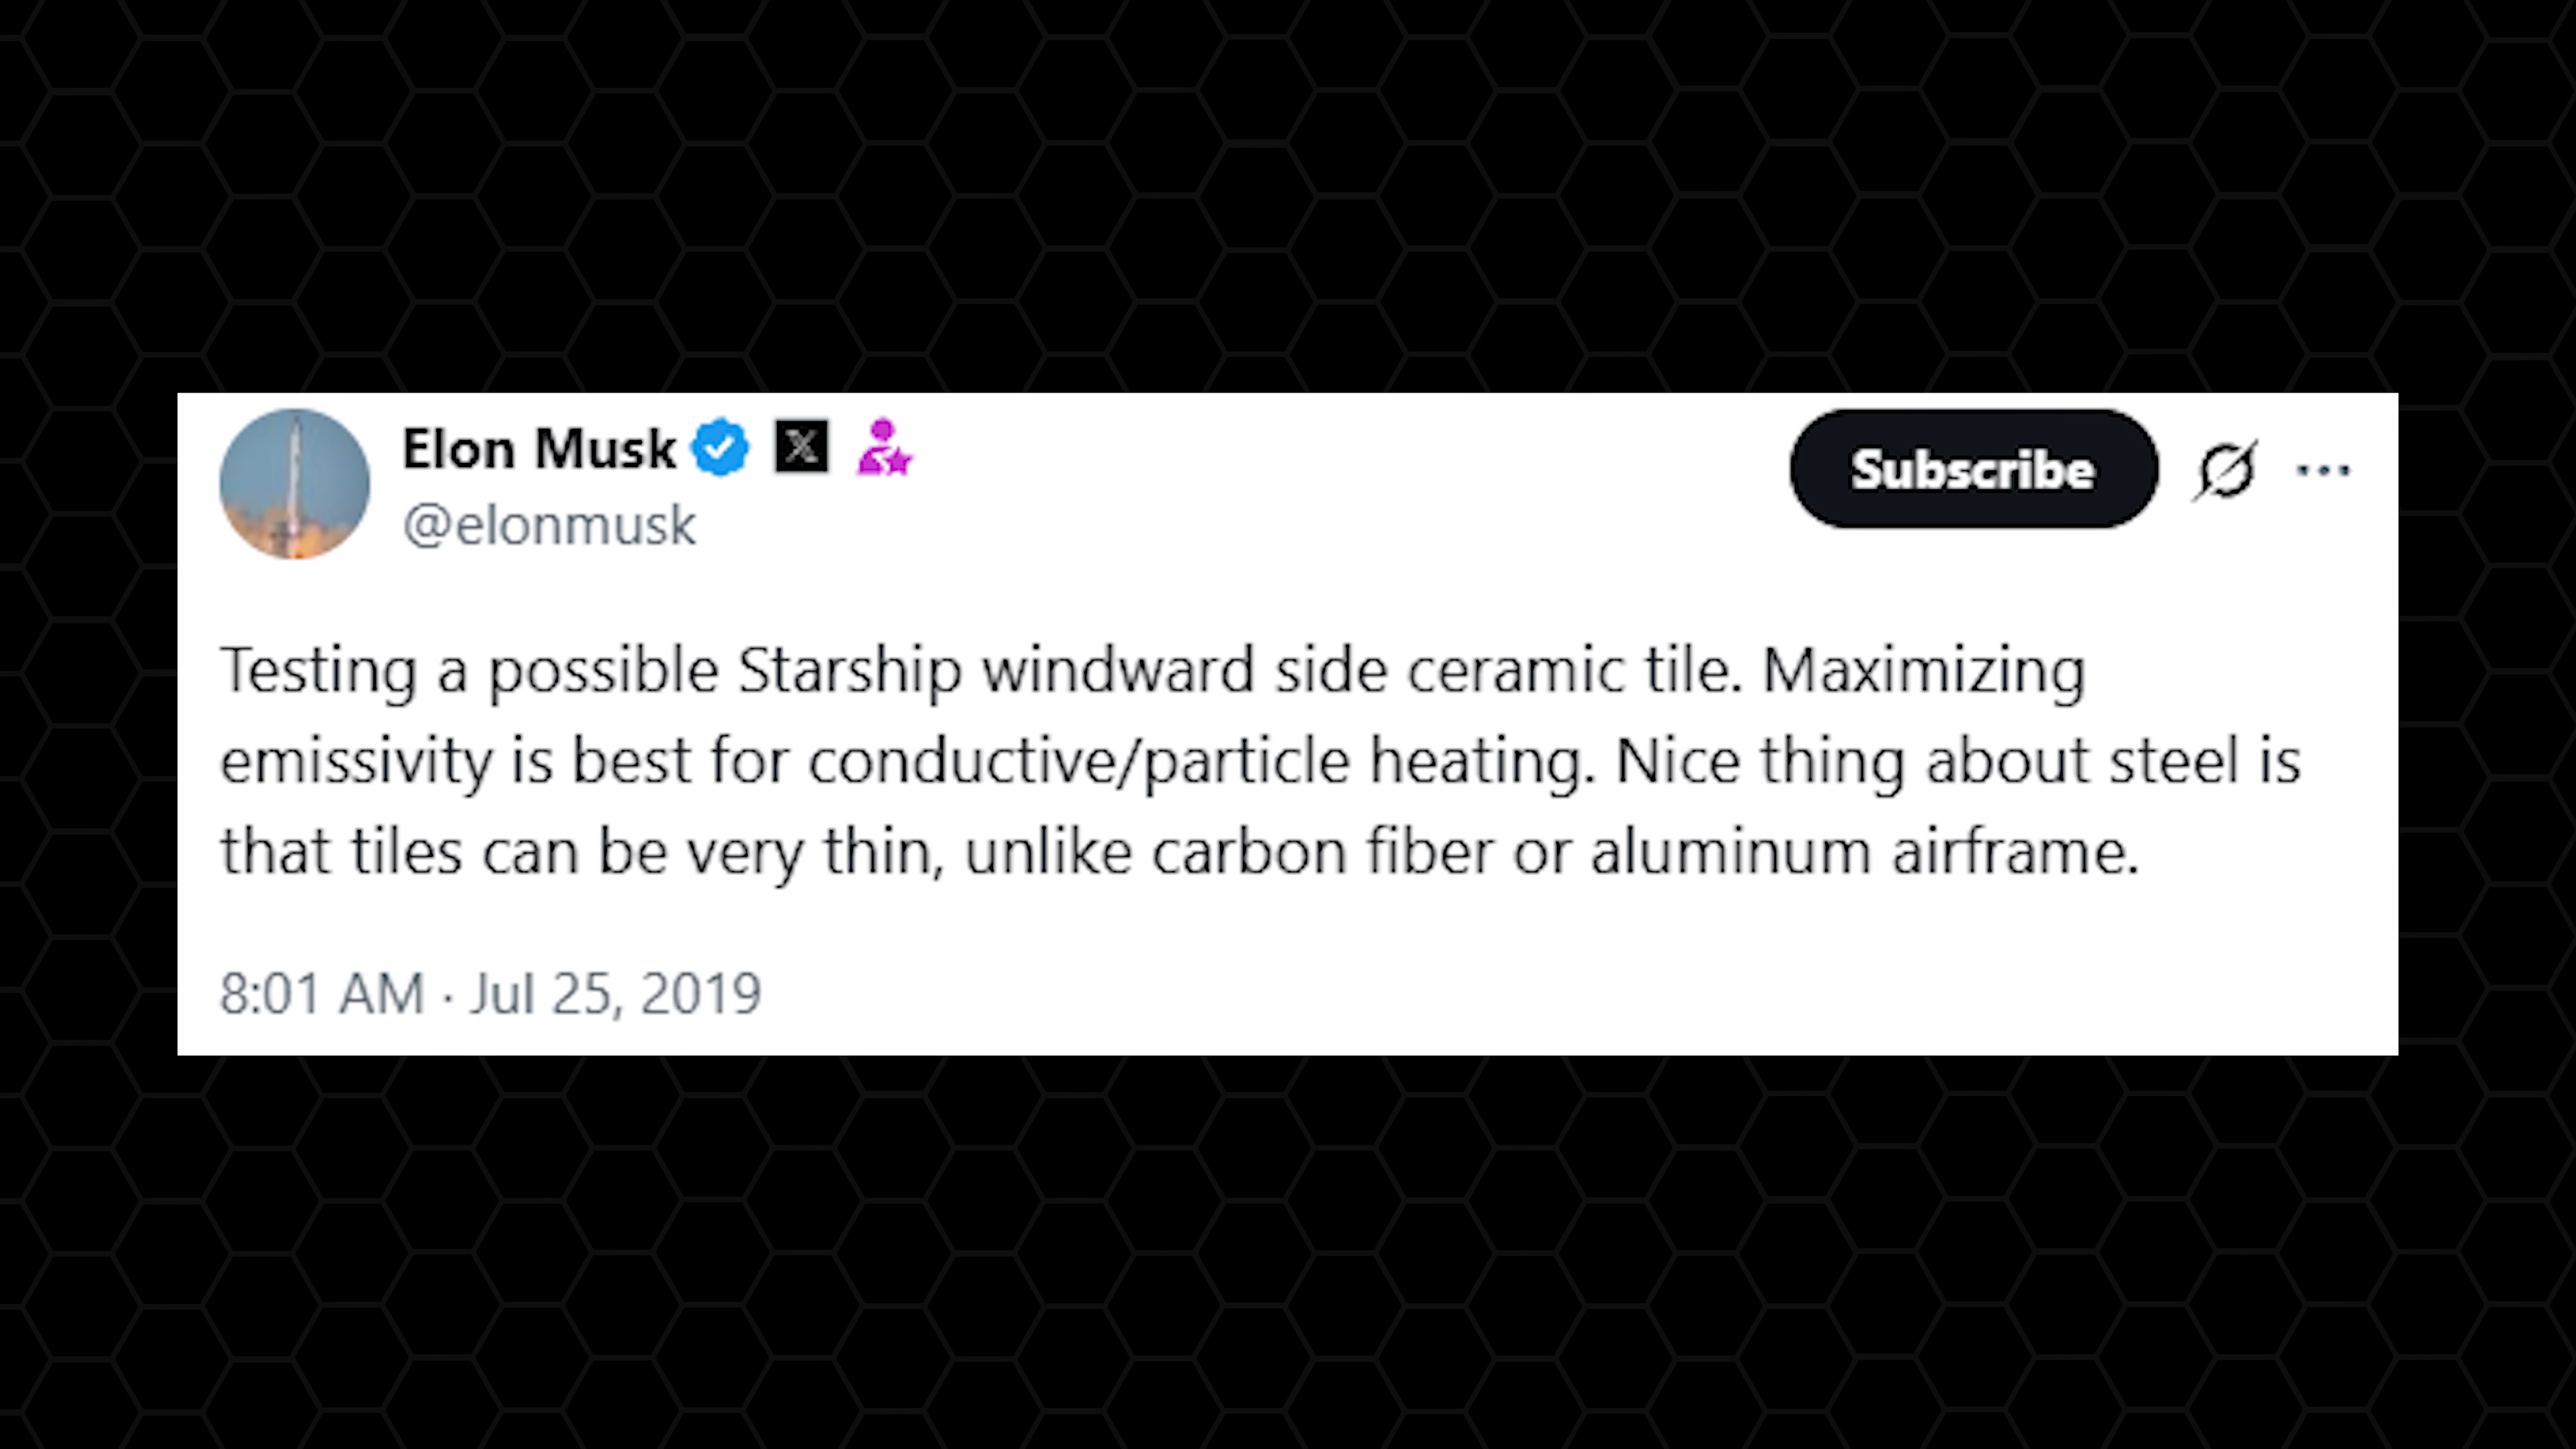 Elon Musk
Subscribe
@elonmusk
Testing a possible Starship windward side ceramic tile. Maximizing
emissivity is best for conductive/particle heating. Nice thing about steel is
that tiles can be very thin, unlike carbon fiber or aluminum airframe.
8:01 AM · Jul 25, 2019